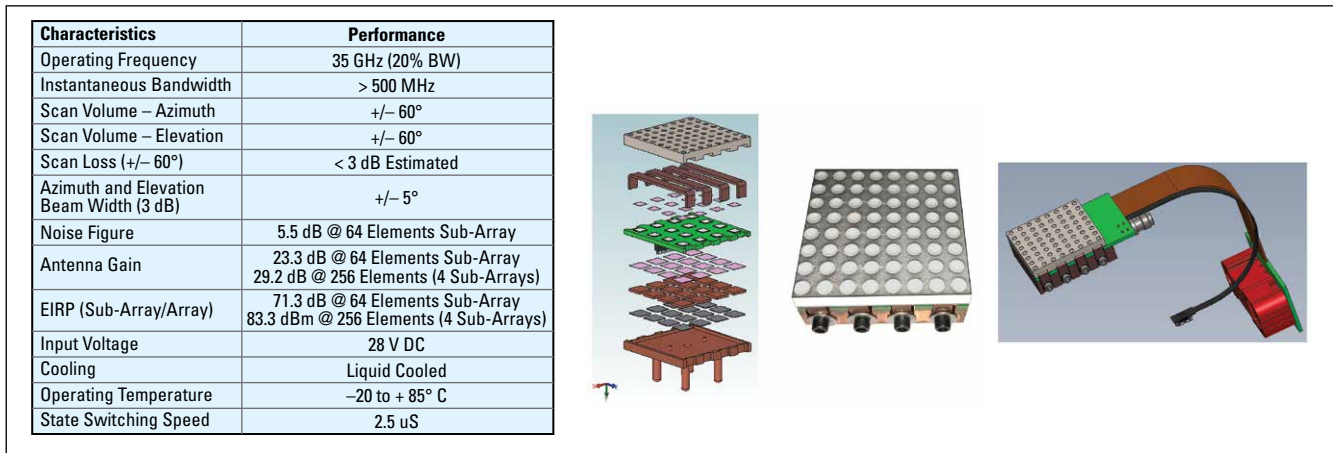 Characteristics Performance
Operating Frequency 35 GHz (20% BW)
Instantaneous Bandwidth > 500 MHz
Scan Volume – Azimuth +/– 60°
Scan Volume – Elevation +/– 60°
Scan Loss (+/– 60°) < 3 dB Estimated
Azimuth and Elevation
Beam Width (3 dB) +/– 5°
Noise Figure 5.5 dB @ 64 Elements Sub-Array
Antenna Gain 23.3 dB @ 64 Elements Sub-Array
29.2 dB @ 256 Elements (4 Sub-Arrays)
EIRP (Sub-Array/Array) 71.3 dB @ 64 Elements Sub-Array
83.3 dBm @ 256 Elements (4 Sub-Arrays)
Input Voltage 28 V DC
Cooling Liquid Cooled
Operating Temperature –20 to + 85° C
State Switching Speed 2.5 uS